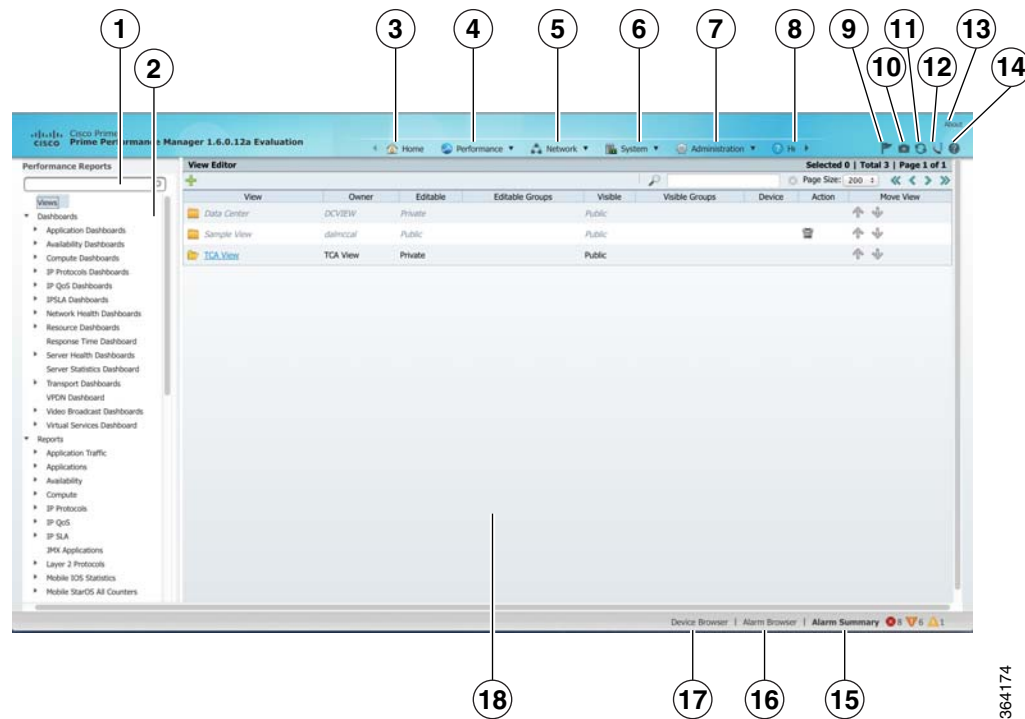 1
2
3
4
5
6
7
8
9
10
11
12
13
14
About
Cisco Prime
CISCO Prime Performance Manager 1.6.0.12a Evaluation
Home
Performance
Network
System
Administration
He
Performance Reports
View Editor
Selected 0 | Total 3 | Page 1 of 1
Page Size: 200
View Owner Editable Editable Groups Visible Visible Groups Device Action Move View
Data Center DCVIEW Private Public
Sample View dalmccal Public Public
TCA View TCA View Private Public
Views
Dashboards
Application Dashboards
Availability Dashboards
Compute Dashboards
IP Protocols Dashboards
IP QoS Dashboards
IPSLA Dashboards
Network Health Dashboards
Resource Dashboards
Response Time Dashboard
Server Health Dashboards
Server Statistics Dashboard
Transport Dashboards
VPDN Dashboard
Video Broadcast Dashboards
Virtual Services Dashboard
Reports
Application Traffic
Applications
Availability
Compute
IP Protocols
IP QoS
IP SLA
JMX Applications
Layer 2 Protocols
Mobile IOS Statistics
Mobile StarOS All Counters
Device Browser | Alarm Browser | Alarm Summary 8 6 1
18
17
16
15
364174